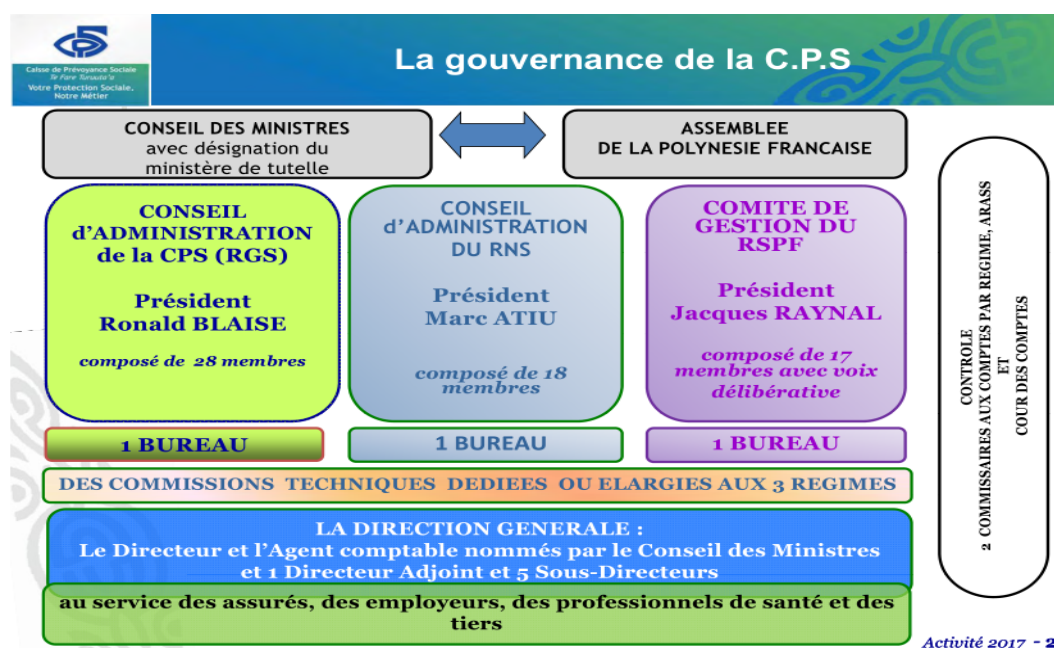 CPS
Caisse de Prévoyance Sociale
Te Fare Turuuta'a
Votre Protection Sociale,
Notre Métier
La gouvernance de la C.P.S
CONSEIL DES MINISTRES
avec désignation du
ministère de tutelle
ASSEMBLEE
DE LA POLYNESIE FRANCAISE
CONSEIL
d'ADMINISTRATION
de la CPS (RGS)
Président
Ronald BLAISE
composé de 28 membres
CONSEIL
d'ADMINISTRATION
DU RNS
Président
Marc ATIU
composé de 18
membres
COMITE DE
GESTION DU
RSPF
Président
Jacques RAYNAL
composé de 17
membres avec voix
délibérative
1 BUREAU
1 BUREAU
1 BUREAU
DES COMMISSIONS TECHNIQUES DEDIEES OU ELARGIES AUX 3 REGIMES
LA DIRECTION GENERALE :
Le Directeur et l'Agent comptable nommés par le Conseil des Ministres
et 1 Directeur Adjoint et 5 Sous-Directeurs
au service des assurés, des employeurs, des professionnels de santé et des
tiers
CONTROLE
2 COMMISSAIRES AUX COMPTES PAR REGIME, ARASS
ET
COUR DES COMPTES
Activité 2017 - 2